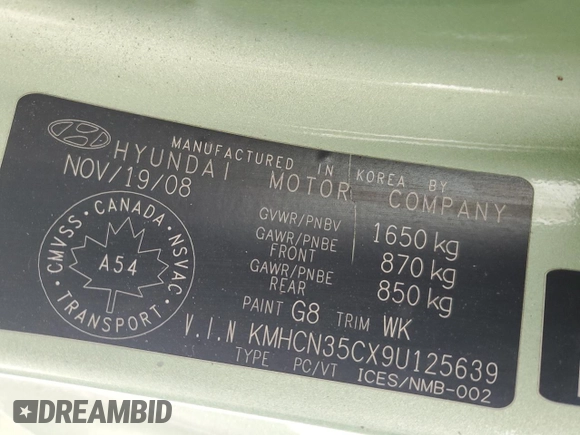 MANUFACTURED IN KOREA BY
HYUNDAI MOTOR COMPANY
NOV/19/08
GVWR/PNBV 1650 kg
GAWR/PNBE FRONT 870 kg
GAWR/PNBE REAR 850 kg
PAINT G8 TRIM WK
V.I.N KMHCN35CX9U125639
TYPE PC/VT ICES/NMB-002
CANADA
CMVSS • NSVAC
A54
TRANSPORT
DREAMBID